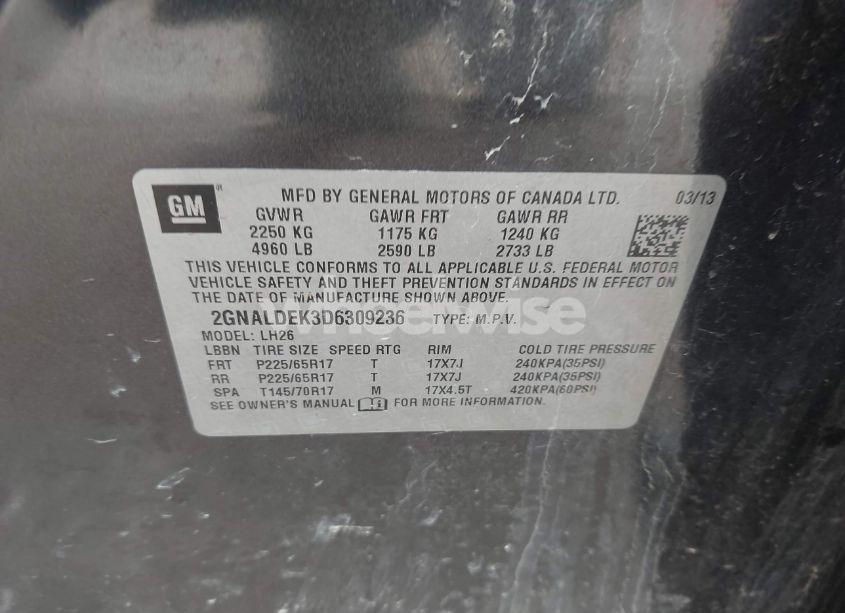 GM
MFD BY GENERAL MOTORS OF CANADA LTD. 03/13
GVWR GAWR FRT GAWR RR
2250 KG 1175 KG 1240 KG
4960 LB 2590 LB 2733 LB
THIS VEHICLE CONFORMS TO ALL APPLICABLE U.S. FEDERAL MOTOR
VEHICLE SAFETY AND THEFT PREVENTION STANDARDS IN EFFECT ON
THE DATE OF MANUFACTURE SHOWN ABOVE.
2GNALDEK3D6309236 TYPE: M.P.V.
MODEL: LH26
LBBN TIRE SIZE SPEED RTG RIM COLD TIRE PRESSURE
FRT P225/65R17 T 17X7J 240KPA(35PSI)
RR P225/65R17 T 17X7J 240KPA(35PSI)
SPA T145/70R17 M 17X4.5T 420KPA(60PSI)
SEE OWNER'S MANUAL FOR MORE INFORMATION.